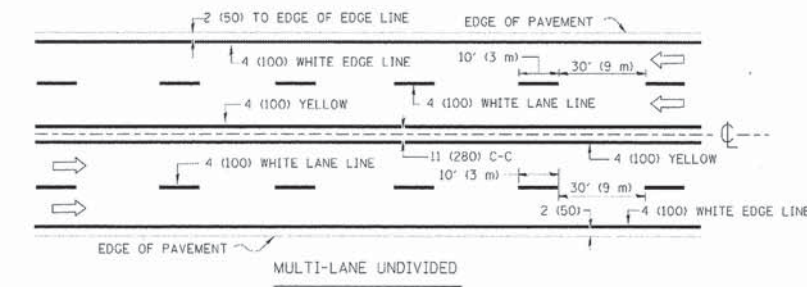 2 (50) TO EDGE OF EDGE LINE
EDGE OF PAVEMENT
4 (100) WHITE EDGE LINE
10' (3 m)
30' (9 m)
4 (100) YELLOW
4 (100) WHITE LANE LINE
℄
4 (100) WHITE LANE LINE
11 (280) C-C
4 (100) YELLOW
10' (3 m)
30' (9 m)
2 (50)
4 (100) WHITE EDGE LINE
EDGE OF PAVEMENT
MULTI-LANE UNDIVIDED